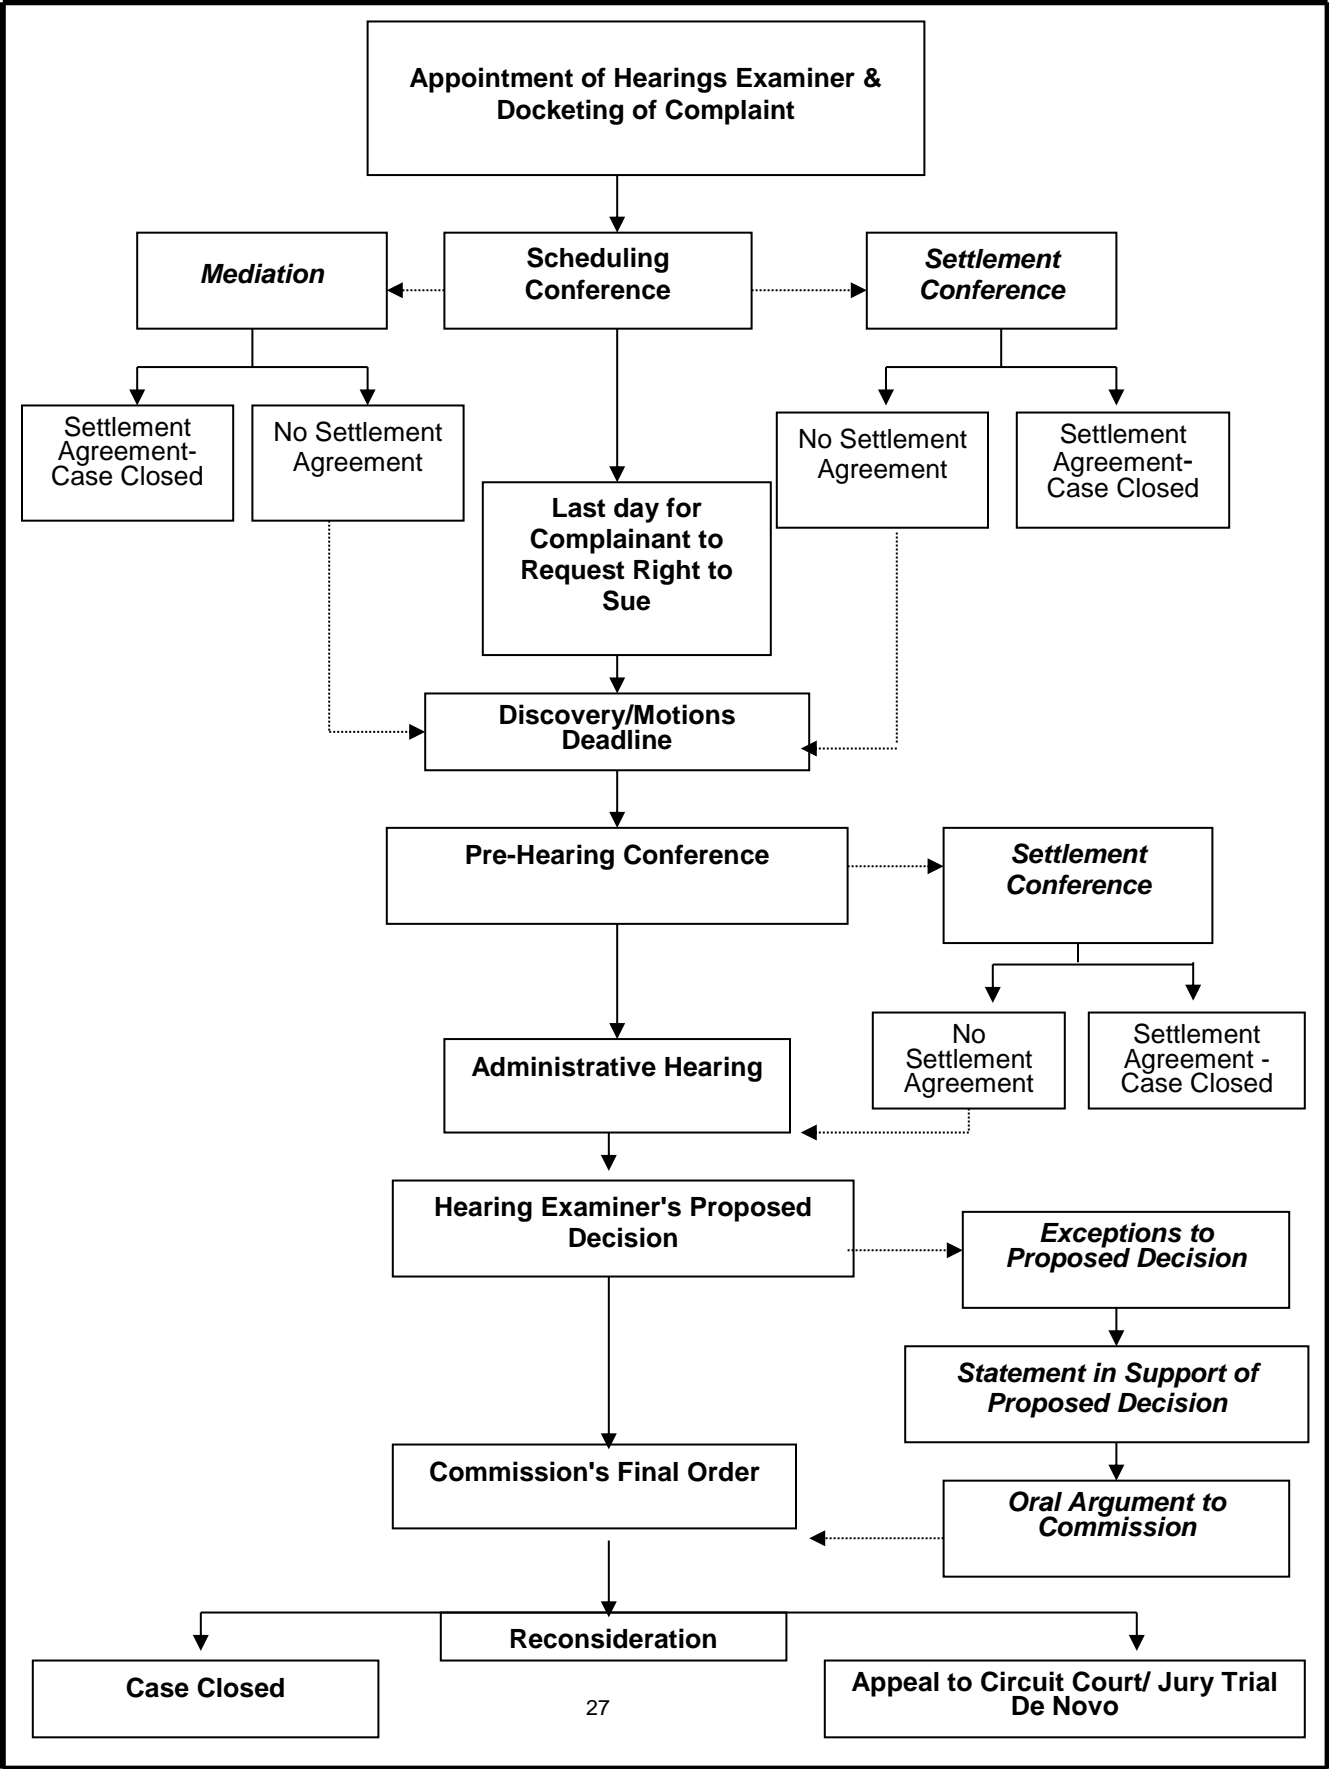 Appointment of Hearings Examiner &
Docketing of Complaint
Mediation
Scheduling
Conference
Settlement
Conference
Settlement
Agreement-
Case Closed
No Settlement
Agreement
No Settlement
Agreement
Settlement
Agreement-
Case Closed
Last day for
Complainant to
Request Right to
Sue
Discovery/Motions
Deadline
Pre-Hearing Conference
Settlement
Conference
No
Settlement
Agreement
Settlement
Agreement -
Case Closed
Administrative Hearing
Hearing Examiner's Proposed
Decision
Exceptions to
Proposed Decision
Statement in Support of
Proposed Decision
Commission's Final Order
Oral Argument to
Commission
Reconsideration
Case Closed
Appeal to Circuit Court/ Jury Trial
De Novo
27